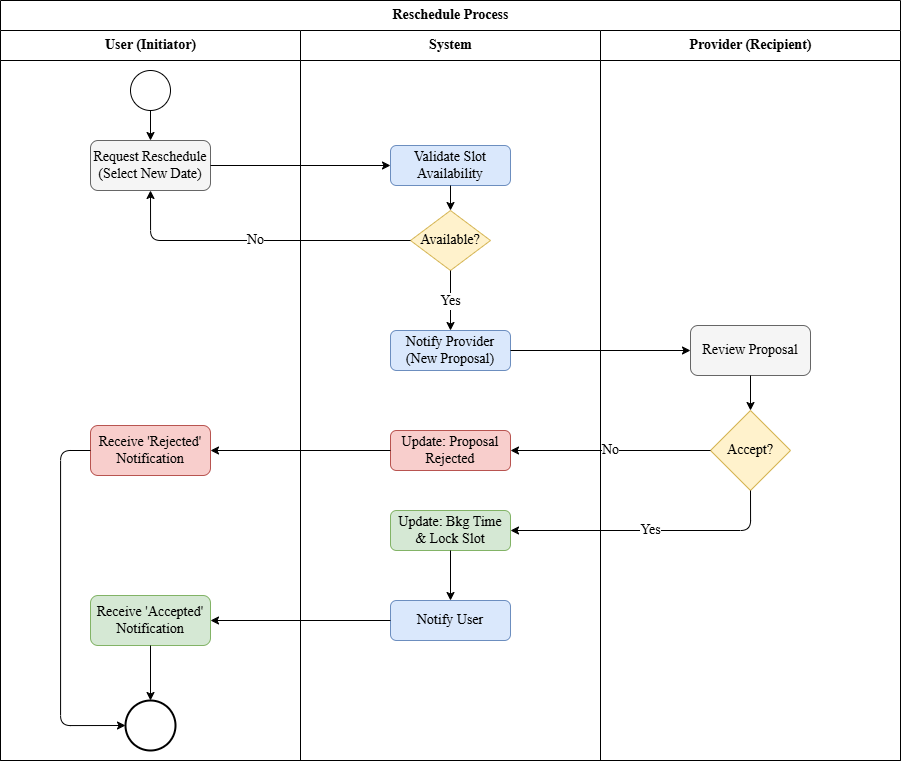 Reschedule Process
User (Initiator)
System
Provider (Recipient)
Request Reschedule
(Select New Date)
Validate Slot
Availability
Available?
No
Yes
Notify Provider
(New Proposal)
Review Proposal
Accept?
No
Update: Proposal
Rejected
Receive 'Rejected'
Notification
Yes
Update: Bkg Time
& Lock Slot
Notify User
Receive 'Accepted'
Notification